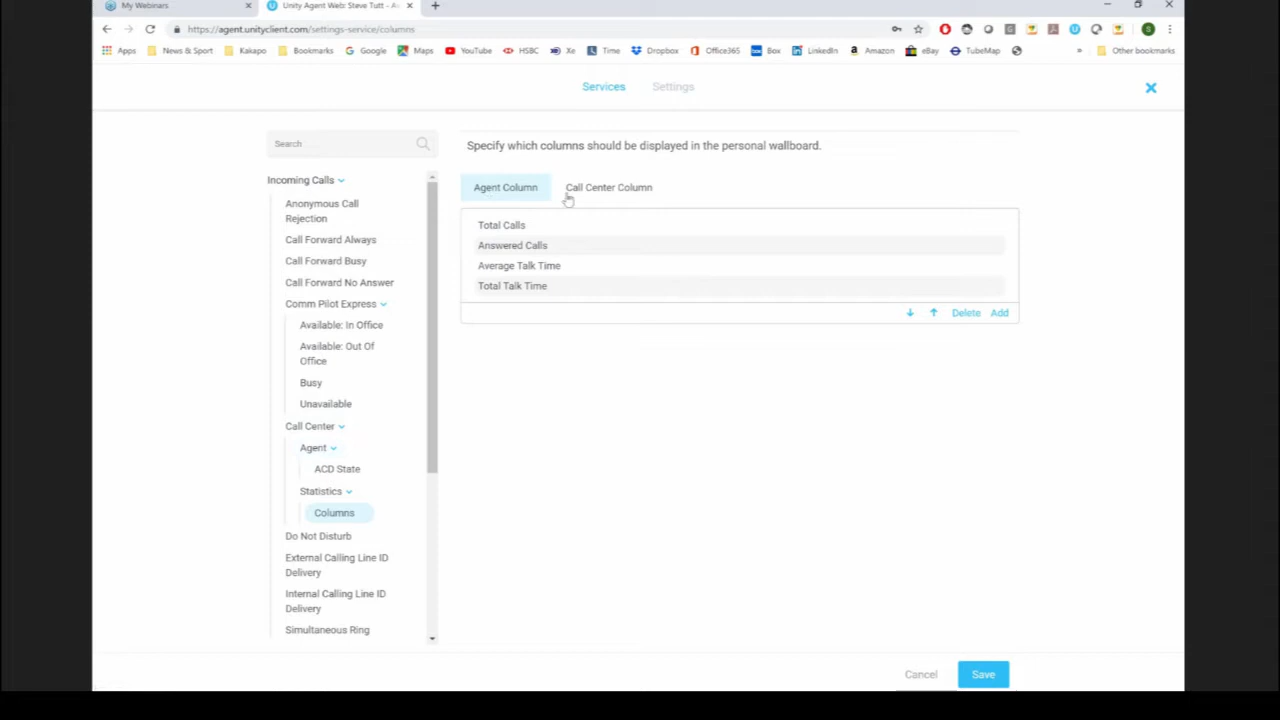 My Webinars
Unity Agent Web: Steve Tutt - A
https://agent.unityclient.com/settings-service/columns
Apps News & Sport Kakapo Bookmarks Google Maps YouTube HSBC Xe Time Dropbox Office365 Box LinkedIn Amazon eBay TubeMap » Other bookmarks
Services Settings
Search
Incoming Calls
Anonymous Call
Rejection
Call Forward Always
Call Forward Busy
Call Forward No Answer
Comm Pilot Express
Available: In Office
Available: Out Of
Office
Busy
Unavailable
Call Center
Agent
ACD State
Statistics
Columns
Do Not Disturb
External Calling Line ID
Delivery
Internal Calling Line ID
Delivery
Simultaneous Ring
Specify which columns should be displayed in the personal wallboard.
Agent Column Call Center Column
Total Calls
Answered Calls
Average Talk Time
Total Talk Time
Delete Add
Cancel Save